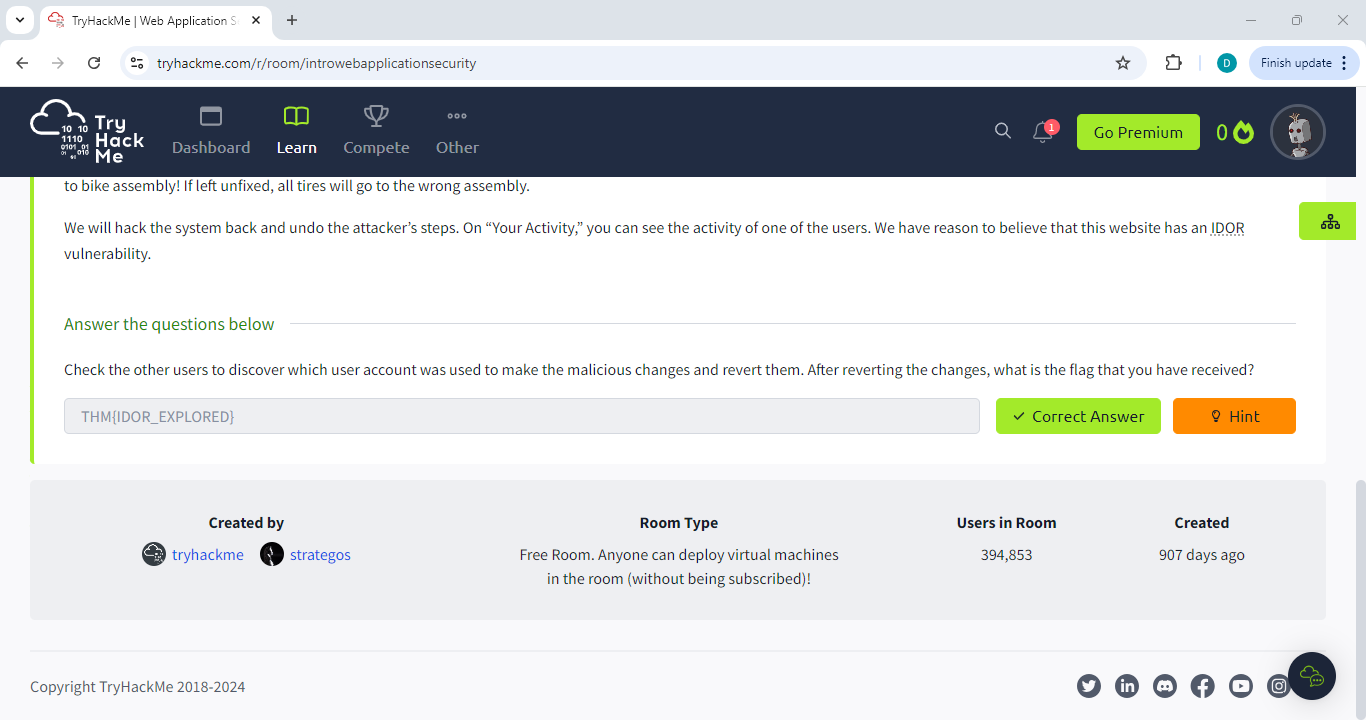 TryHackMe | Web Application S
tryhackme.com/r/room/introwebapplicationsecurity
D
Finish update
10 10
1110
0101 01
01 010
Try
Hack
Me
Dashboard
Learn
Compete
Other
1
Go Premium
0
to bike assembly! If left unfixed, all tires will go to the wrong assembly.
We will hack the system back and undo the attacker’s steps. On “Your Activity,” you can see the activity of one of the users. We have reason to believe that this website has an IDOR
vulnerability.
Answer the questions below
Check the other users to discover which user account was used to make the malicious changes and revert them. After reverting the changes, what is the flag that you have received?
THM{IDOR_EXPLORED}
Correct Answer
Hint
Created by
tryhackme
strategos
Room Type
Free Room. Anyone can deploy virtual machines
in the room (without being subscribed)!
Users in Room
394,853
Created
907 days ago
Copyright TryHackMe 2018-2024